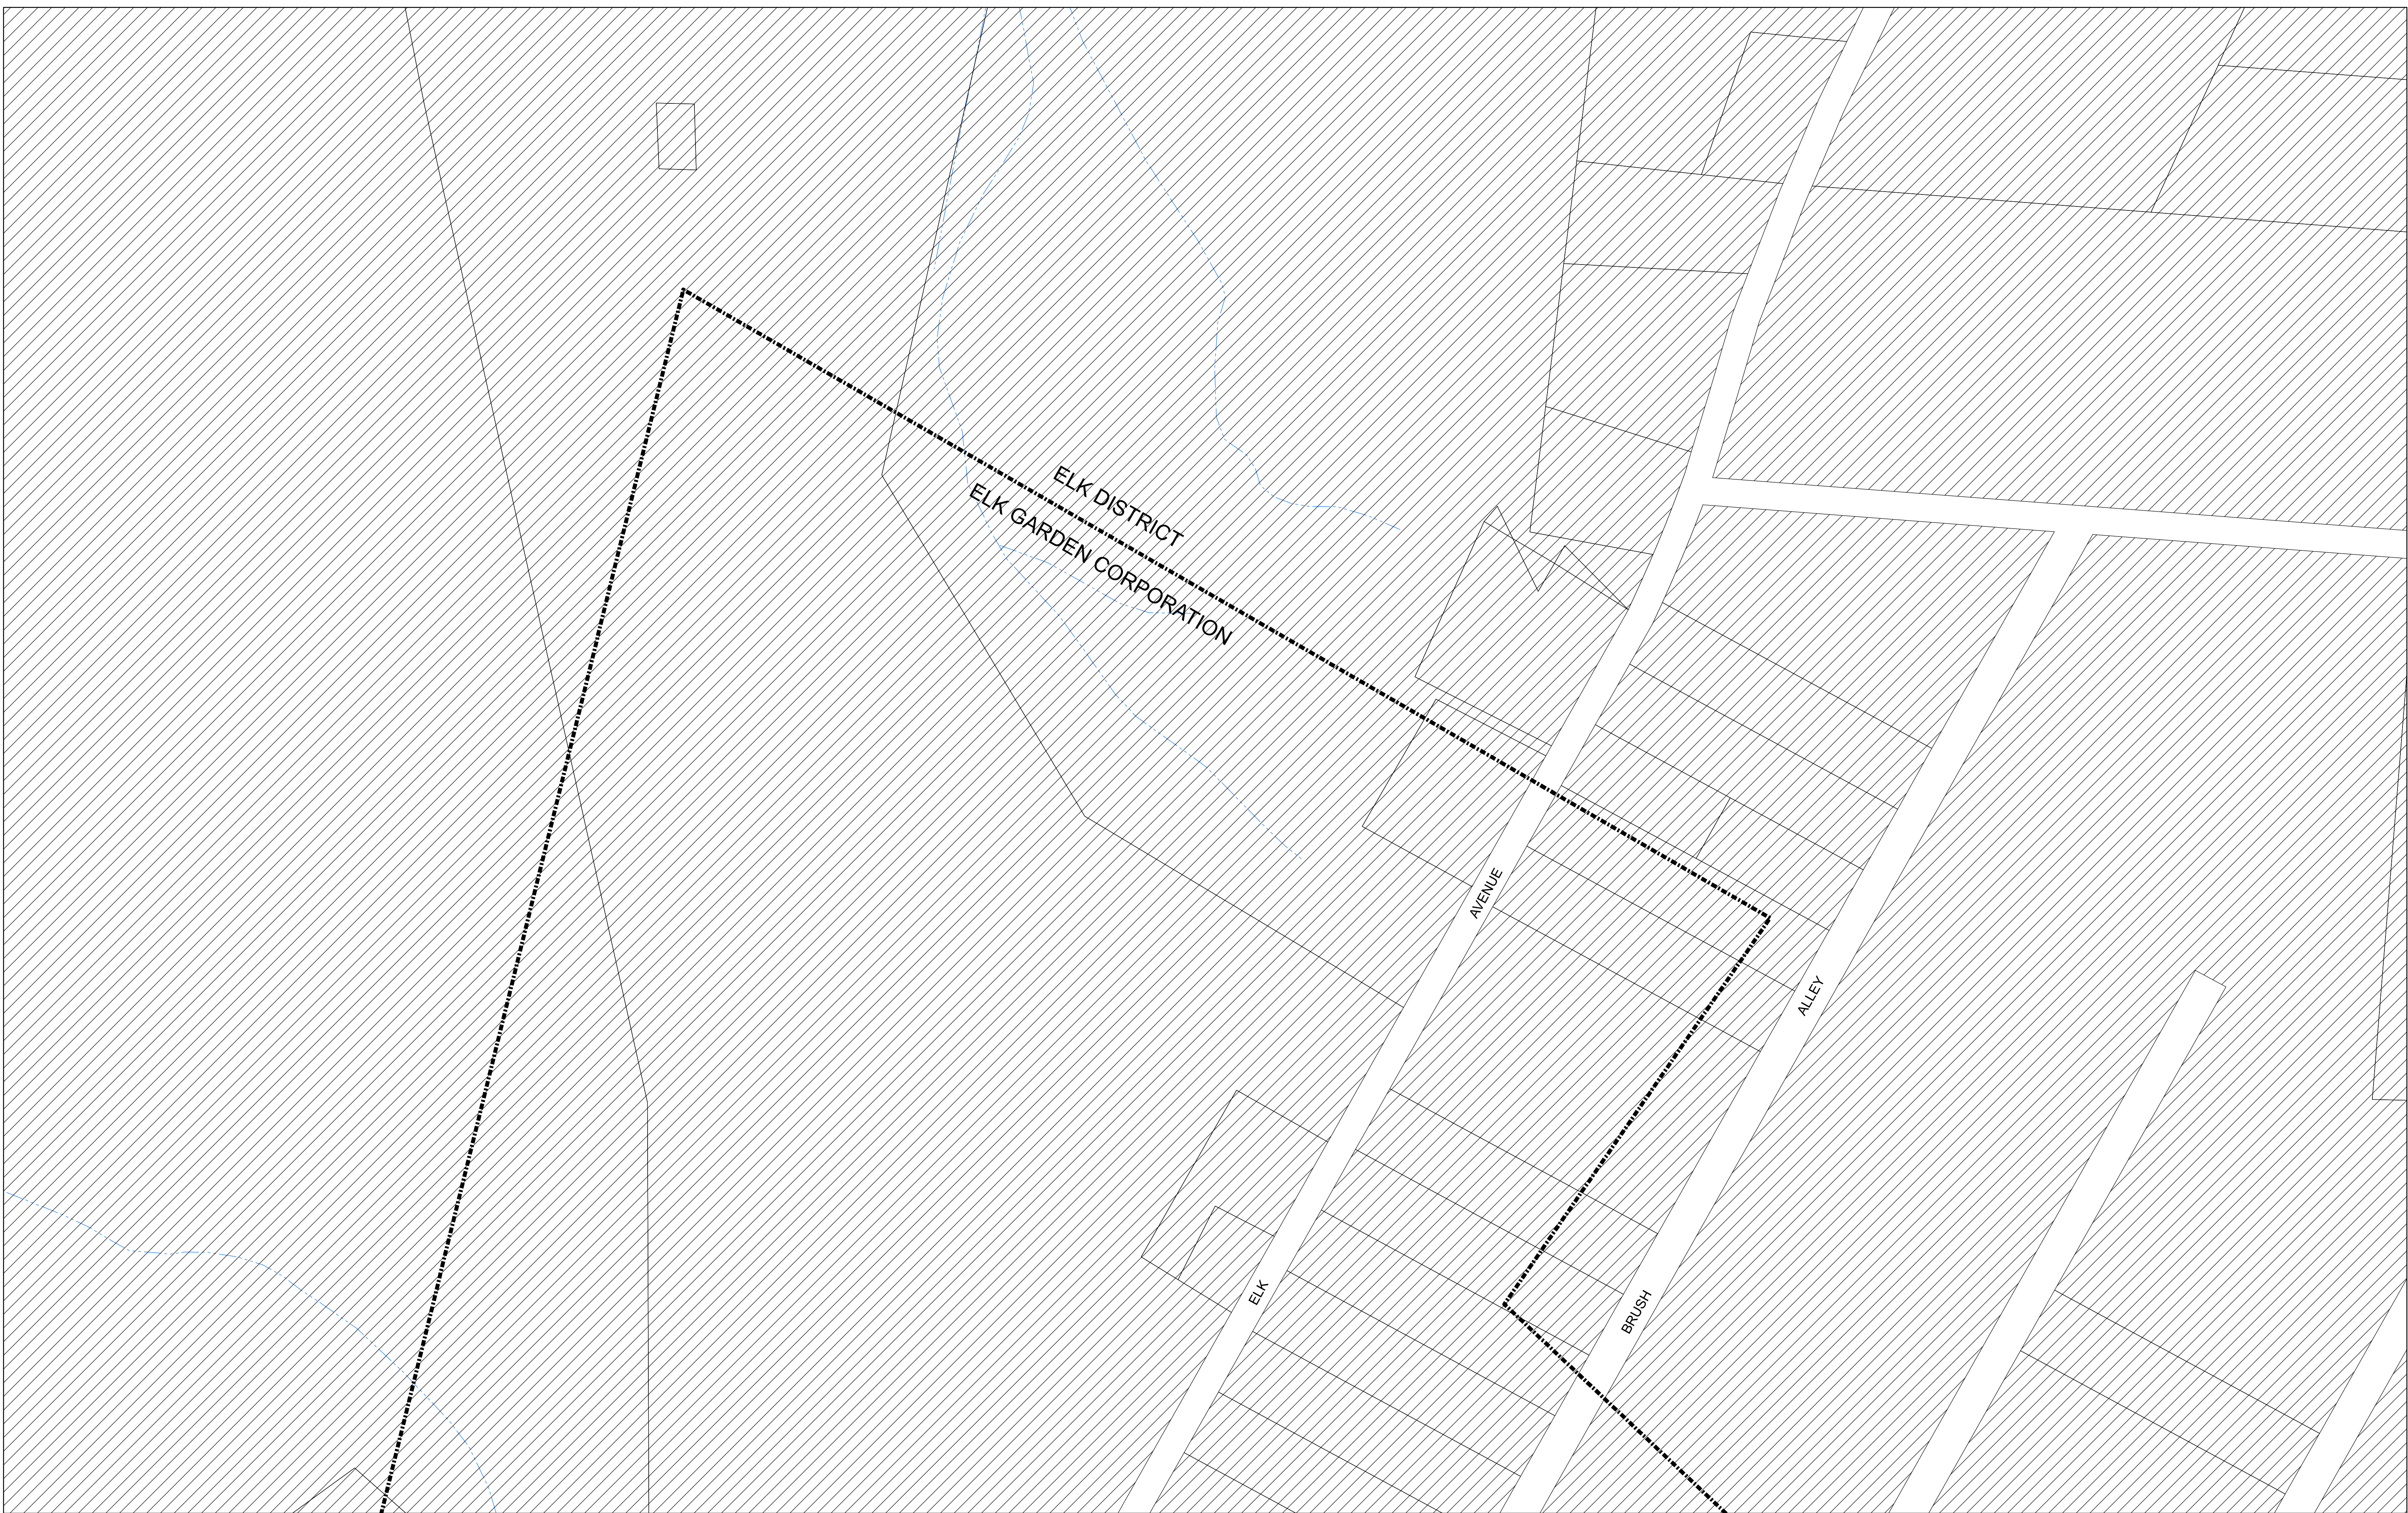 ELK DISTRICT
ELK GARDEN CORPORATION
ELK AVENUE
BRUSH ALLEY